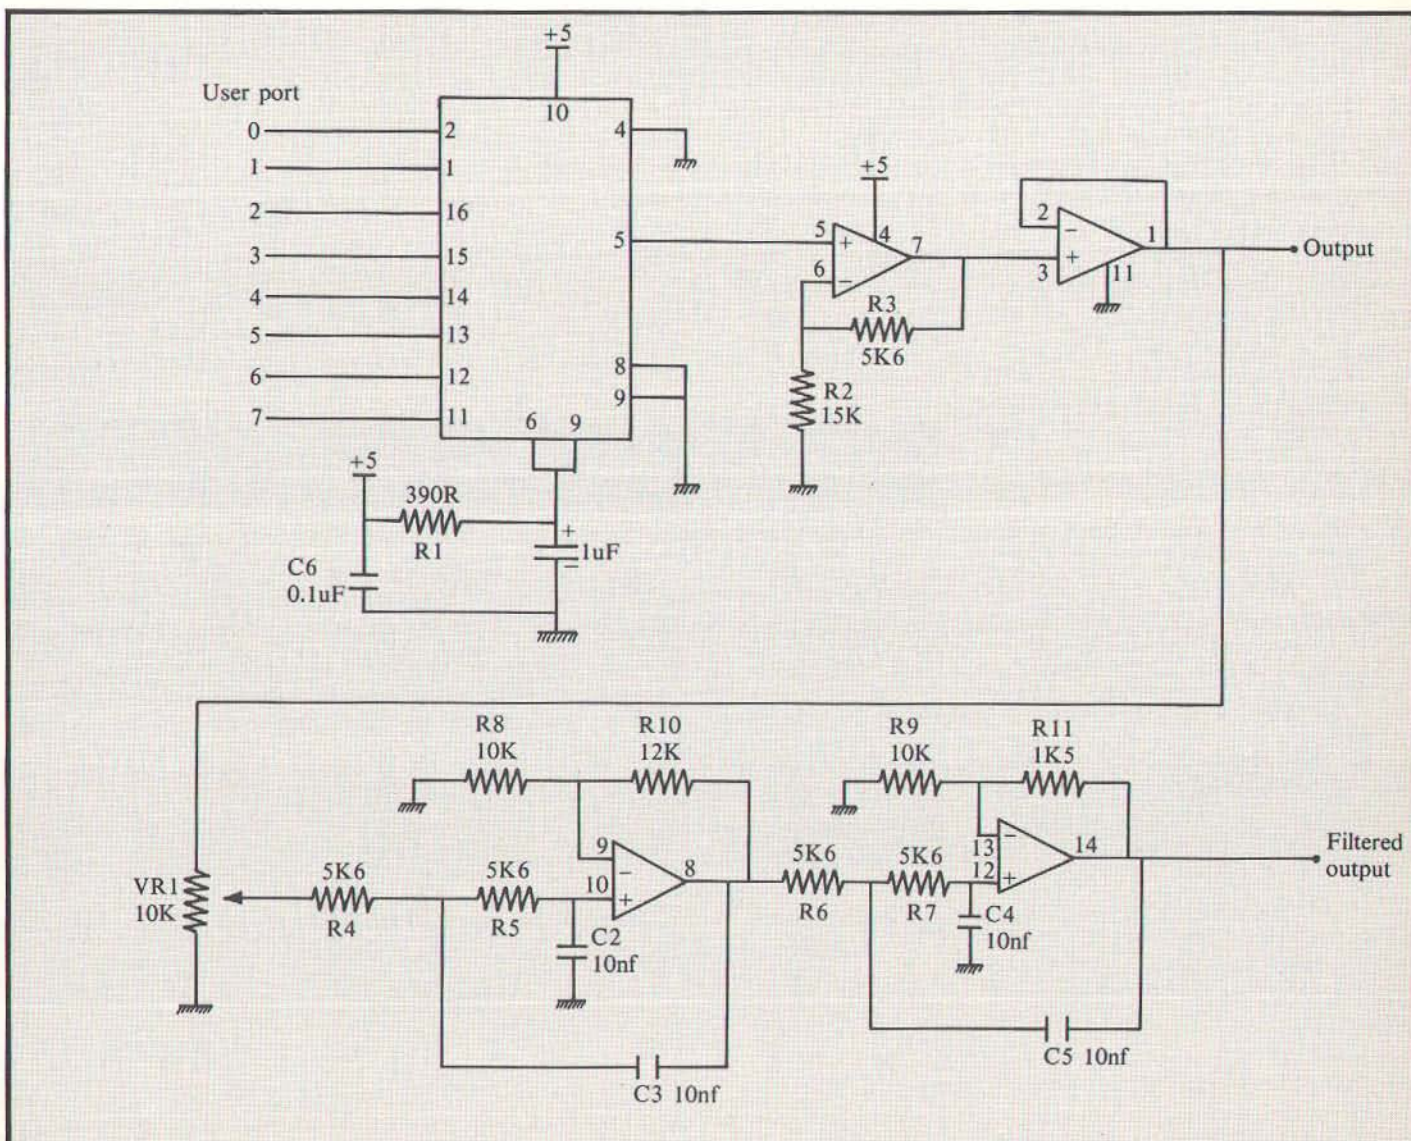 +5
User port
10
0
2
4
1
1
2
16
3
15
5
4
14
5
13
6
12
8
7
11
9
6
9
+5
5
+
4
7
6
−
R3
5K6
R2
15K
2
−
1
3
+
11
Output
+5
390R
R1
+
1uF
−
C6
0.1uF
R8
10K
R10
12K
R9
10K
R11
1K5
VR1
10K
5K6
R4
5K6
R5
9
−
10
+
8
C2
10nf
C3 10nf
5K6
R6
5K6
R7
13
−
12
+
14
C4
10nf
C5 10nf
Filtered
output